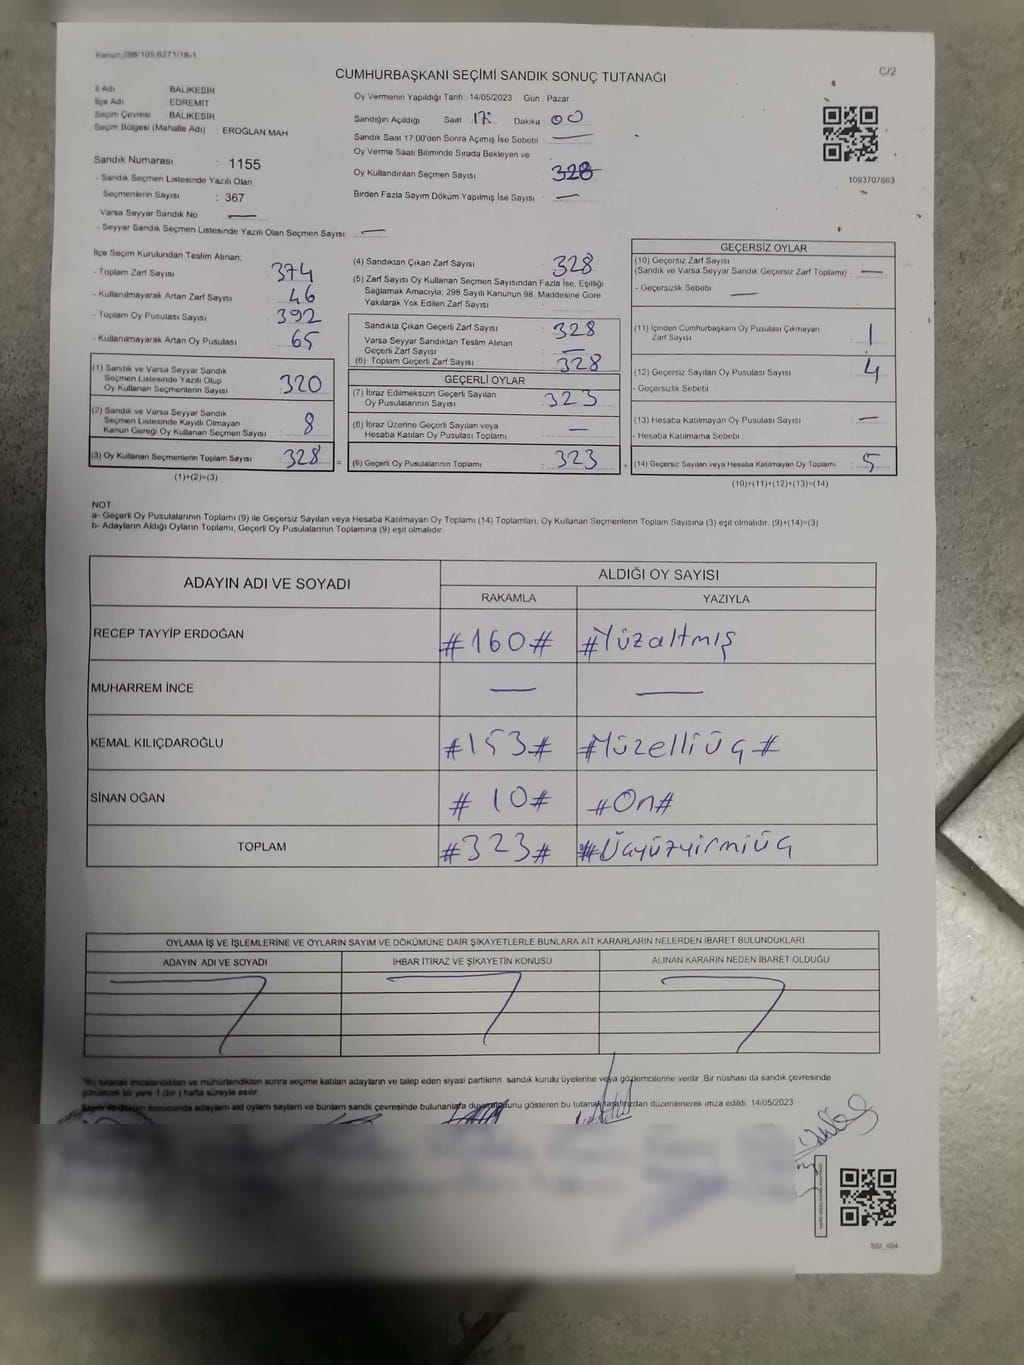 Kanun:298/105;6271/18-1
C/2
CUMHURBAŞKANI SEÇİMİ SANDIK SONUÇ TUTANAĞI
İl Adı BALIKESİR
İlçe Adı EDREMİT
Seçim Çevresi BALIKESİR
Seçim Bölgesi (Mahalle Adı) EROĞLAN MAH
Sandık Numarası : 1155
- Sandık Seçmen Listesinde Yazılı Olan
Seçmenlerin Sayısı : 367
Varsa Seyyar Sandık No —
- Seyyar Sandık Seçmen Listesinde Yazılı Olan Seçmen Sayısı: —
Oy Vermenin Yapıldığı Tarih : 14/05/2023 Gün : Pazar
Sandığın Açıldığı Saat 17: Dakika : 00
Sandık Saat 17:00'den Sonra Açımış İse Sebebi : —
Oy Verme Saati Bitiminde Sırada Bekleyen ve
Oy Kullandırılan Seçmen Sayısı : 328
Birden Fazla Sayım Döküm Yapılmış İse Sayısı : —
1093707663
İlçe Seçim Kurulundan Teslim Alınan;
- Toplam Zarf Sayısı 374
- Kullanılmayarak Artan Zarf Sayısı : 46
- Toplam Oy Pusulası Sayısı : 392
- Kullanılmayarak Artan Oy Pusulası : 65
(1) Sandık ve Varsa Seyyar Sandık
Seçmen Listesinde Yazılı Olup
Oy Kullanan Seçmenlerin Sayısı : 320
(2) Sandık ve Varsa Seyyar Sandık
Seçmen Listesinde Kayıtlı Olmayan
Kanun Gereği Oy Kullanan Seçmen Sayısı : 8
(3) Oy Kullanan Seçmenlerin Toplam Sayısı : 328 =
(1)+(2)=(3)
(4) Sandıktan Çıkan Zarf Sayısı : 328
(5) Zarf Sayısı Oy Kullanan Seçmen Sayısından Fazla İse, Eşitliği
Sağlamak Amacıyla; 298 Sayılı Kanunun 98. Maddesine Göre
Yakılarak Yok Edilen Zarf Sayısı :
Sandıkta Çıkan Geçerli Zarf Sayısı : 328
Varsa Seyyar Sandıktan Teslim Alınan
Geçerli Zarf Sayısı : —
(6) Toplam Geçerli Zarf Sayısı : 328
GEÇERLİ OYLAR
(7) İtiraz Edilmeksizin Geçerli Sayılan
Oy Pusulalarının Sayısı : 323
(8) İtiraz Üzerine Geçerli Sayılan veya
Hesaba Katılan Oy Pusulası Toplamı : —
(9) Geçerli Oy Pusulalarının Toplamı : 323 +
GEÇERSİZ OYLAR
(10) Geçersiz Zarf Sayısı
(Sandık ve Varsa Seyyar Sandık Geçersiz Zarf Toplamı) : —
- Geçersizlik Sebebi : —
(11) İçinden Cumhurbaşkanı Oy Pusulası Çıkmayan
Zarf Sayısı : 1
(12) Geçersiz Sayılan Oy Pusulası Sayısı : 4
- Geçersizlik Sebebi :
(13) Hesaba Katılmayan Oy Pusulası Sayısı : —
- Hesaba Katılmama Sebebi :
(14) Geçersiz Sayılan veya Hesaba Katılmayan Oy Toplamı : 5
(10)+(11)+(12)+(13)=(14)
NOT:
a- Geçerli Oy Pusulalarının Toplamı (9) ile Geçersiz Sayılan veya Hesaba Katılmayan Oy Toplamı (14) Toplamları, Oy Kullanan Seçmenlerin Toplam Sayısına (3) eşit olmalıdır. (9)+(14)=(3)
b- Adayların Aldığı Oyların Toplamı, Geçerli Oy Pusulalarının Toplamına (9) eşit olmalıdır.
ADAYIN ADI VE SOYADI ALDIĞI OY SAYISI
RAKAMLA YAZIYLA
RECEP TAYYİP ERDOĞAN #160# #Yüzaltmış
MUHARREM İNCE — —
KEMAL KILIÇDAROĞLU #153# #Yüzelliüç#
SİNAN OĞAN #10# #On#
TOPLAM #323# #Üçyüzyirmiüç
OYLAMA İŞ VE İŞLEMLERİNE VE OYLARIN SAYIM VE DÖKÜMÜNE DAİR ŞİKAYETLERLE BUNLARA AİT KARARLARIN NELERDEN İBARET BULUNDUKLARI
ADAYIN ADI VE SOYADI İHBAR İTİRAZ VE ŞİKAYETİN KONUSU ALINAN KARARIN NEDEN İBARET OLDUĞU
*Bu tutanak imzalandıktan ve mühürlendikten sonra seçime katılan adayların ve talep eden siyasi partilerin sandık kurulu üyelerine veya gözlemcilerine verilir. Bir nüshası da sandık çevresinde
görülecek bir yere 1 (bir) hafta süreyle asılır.
Sayım ve döküm sonucunda adayların aldığı oyların sayıları ve bunların sandık çevresinde bulunanlara duyurulduğunu gösteren bu tutanak tarafımızdan düzenlenerek imza edildi. 14/05/2023